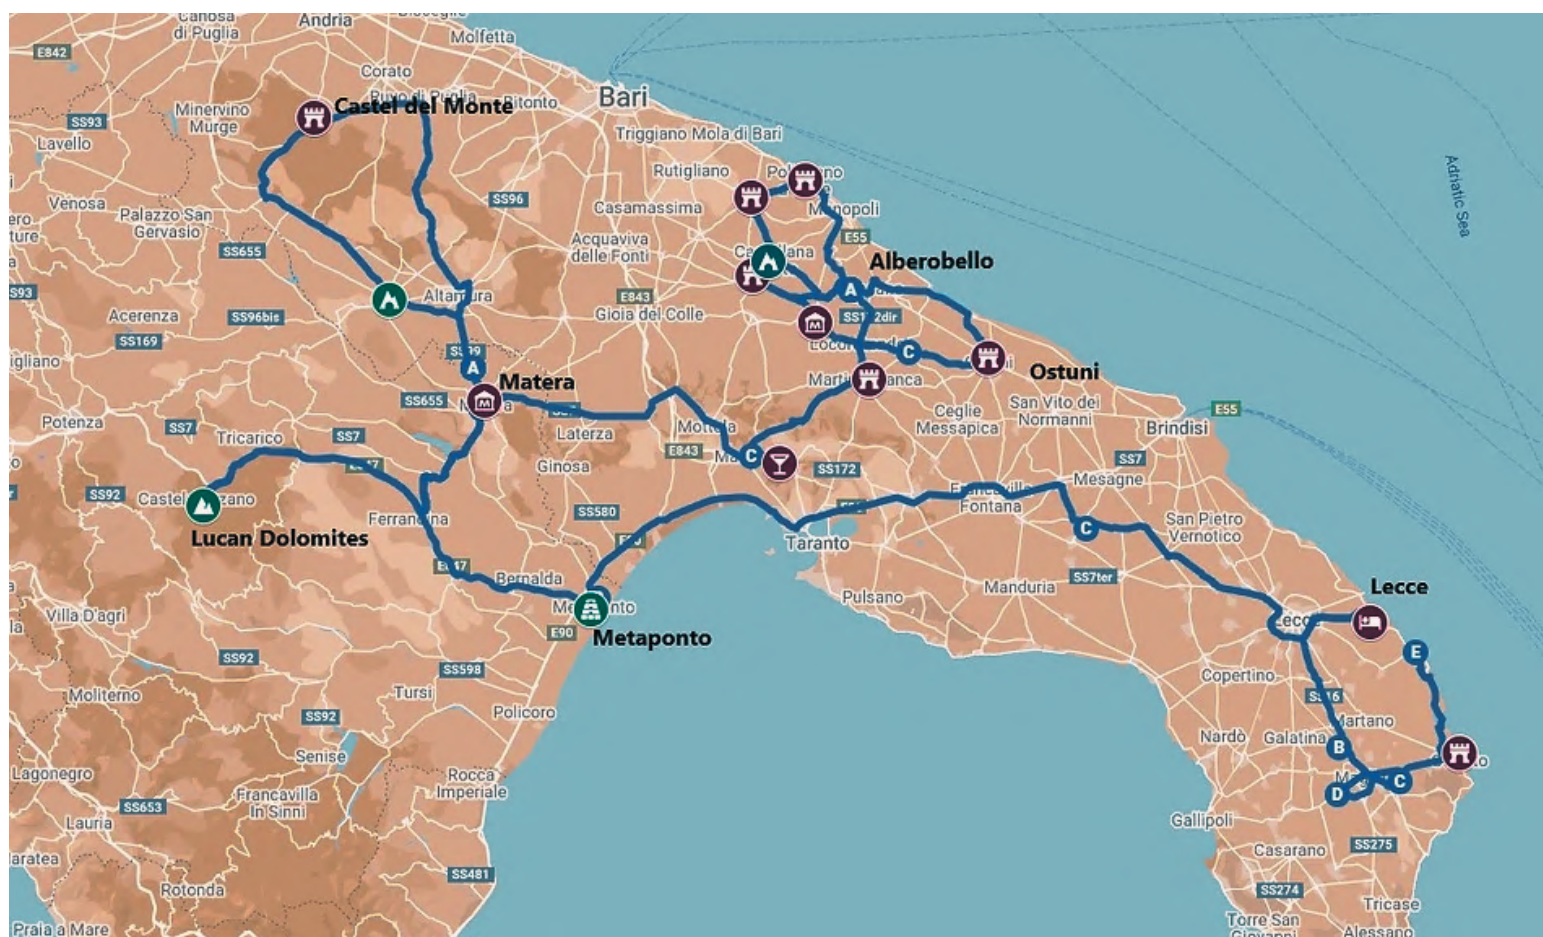 Canosa
di Puglia
Andria
Molfetta
E842
Corato
Bitonto
Bari
Castel del Monte
Minervino
Murge
SS93
Lavello
Triggiano
Mola di Bari
Rutigliano
Adriatic Sea
Venosa
Palazzo San
Gervasio
SS96
Casamassima
Monopoli
SS655
Acquaviva
delle Fonti
E55
Alberobello
S93
Altamura
E843
A
Acerenza
SS96bis
Gioia del Colle
SS169
C
A
Ostuni
Matera
SS655
Ceglie
Messapica
San Vito dei
Normanni
E55
Potenza
SS7
SS7
Tricarico
Laterza
Mottola
Brindisi
E843
C
SS172
SS7
Ginosa
Mesagne
SS92
Fontana
Ferrandina
SS580
C
San Pietro
Vernotico
Lucan Dolomites
Taranto
Bernalda
SS7ter
Manduria
Lecce
Pulsano
Villa D'agri
Lecce
E90
Metaponto
E
SS92
SS598
Copertino
Moliterno
Tursi
SS16
Policoro
SS92
Martano
Nardò
Galatina
B
Senise
Lagonegro
Rocca
Imperiale
C
D
Francavilla
In Sinni
SS653
Lauria
Gallipoli
SS275
Casarano
SS481
Rotonda
SS274
Tricase
Torre San
Giovanni
Alessano
Praia a Mare